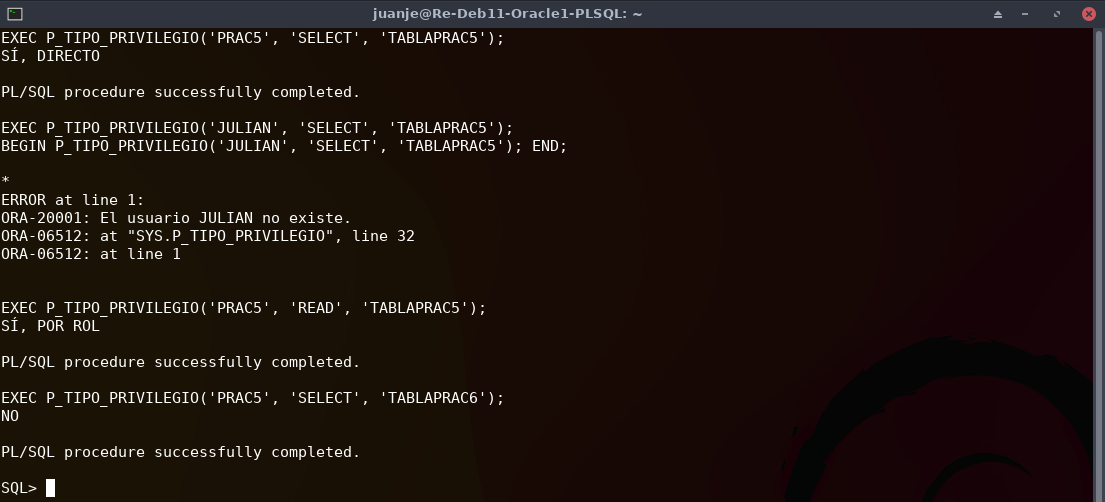 juanje@Re-Deb11-Oracle1-PLSQL: ~
EXEC P_TIPO_PRIVILEGIO('PRAC5', 'SELECT', 'TABLAPRAC5');
SÍ, DIRECTO
PL/SQL procedure successfully completed.
EXEC P_TIPO_PRIVILEGIO('JULIAN', 'SELECT', 'TABLAPRAC5');
BEGIN P_TIPO_PRIVILEGIO('JULIAN', 'SELECT', 'TABLAPRAC5'); END;
*
ERROR at line 1:
ORA-20001: El usuario JULIAN no existe.
ORA-06512: at "SYS.P_TIPO_PRIVILEGIO", line 32
ORA-06512: at line 1
EXEC P_TIPO_PRIVILEGIO('PRAC5', 'READ', 'TABLAPRAC5');
SÍ, POR ROL
PL/SQL procedure successfully completed.
EXEC P_TIPO_PRIVILEGIO('PRAC5', 'SELECT', 'TABLAPRAC6');
NO
PL/SQL procedure successfully completed.
SQL>